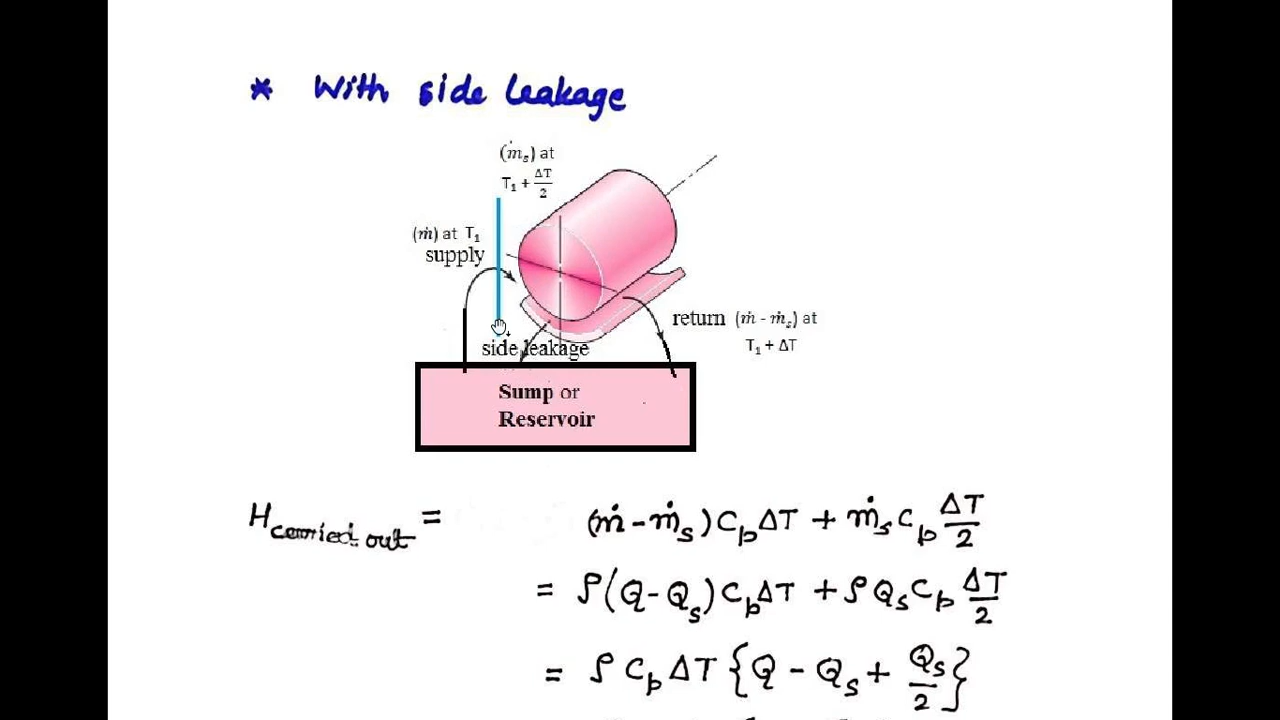 * With side leakage
(ṁₛ) at
T₁ + ΔT/2
(ṁ) at T₁
supply
return (ṁ - ṁₛ) at
T₁ + ΔT
side leakage
Sump or
Reservoir
H carried out = (ṁ - ṁₛ) Cₚ ΔT + ṁₛ Cₚ ΔT/2
= ρ(Q - Qₛ) Cₚ ΔT + ρ Qₛ Cₚ ΔT/2
= ρ Cₚ ΔT {Q - Qₛ + Qₛ/2}